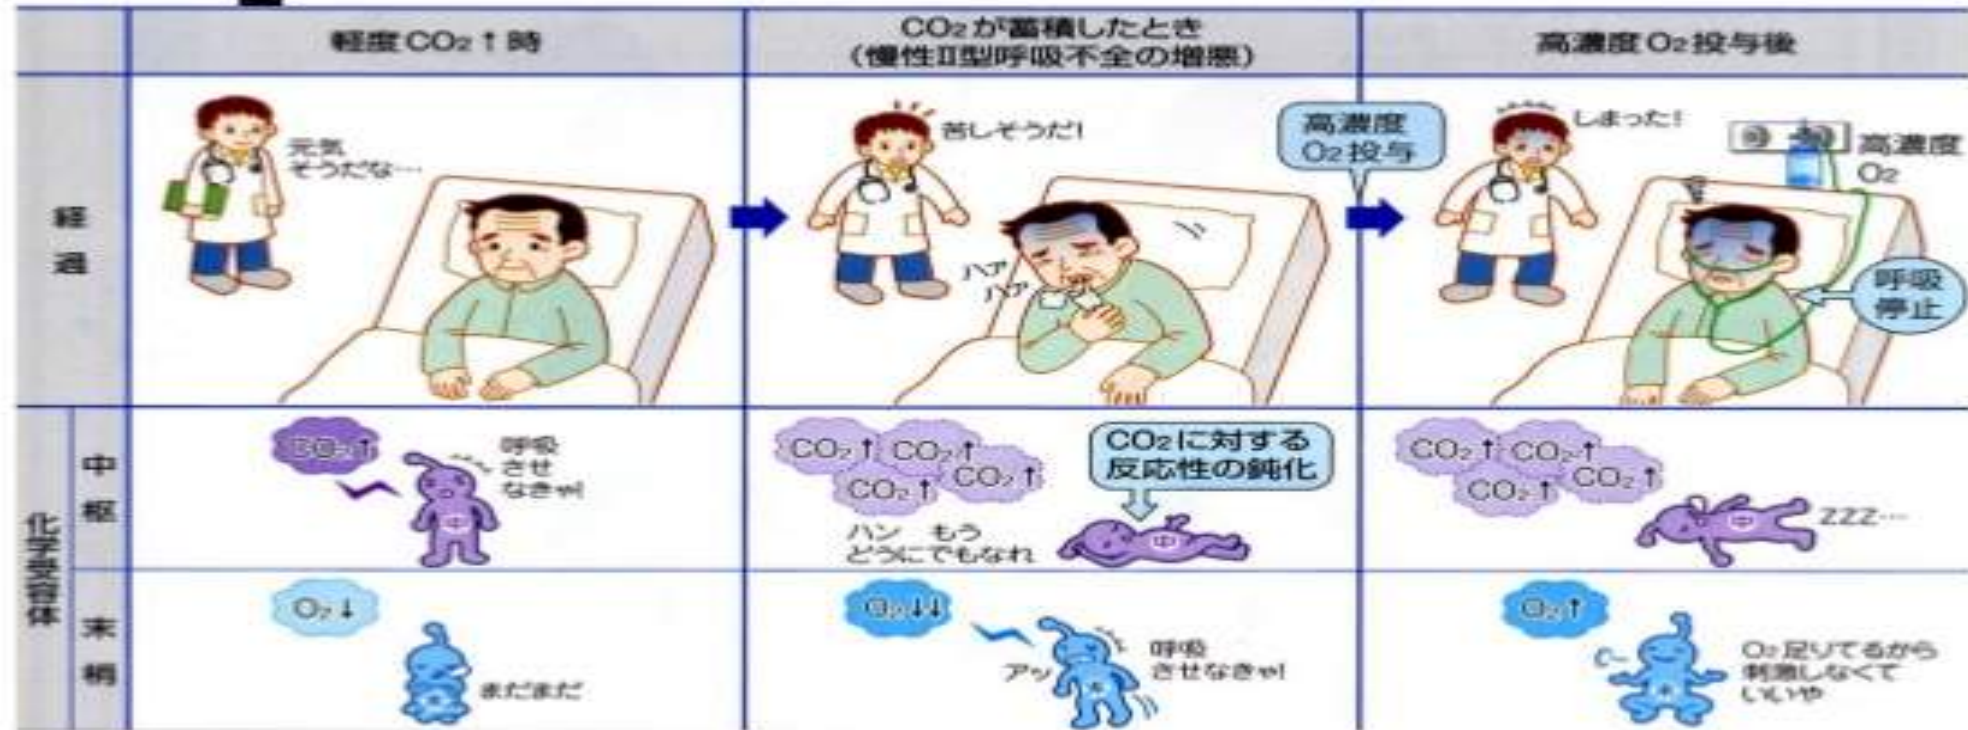 軽度CO₂↑時
CO₂が蓄積したとき
(慢性Ⅱ型呼吸不全の増悪)
高濃度O₂投与後
経過
元気
そうだな…
苦しそうだ!
ハァ
ハァ
高濃度
O₂投与
しまった!
高濃度
O₂
呼吸
停止
化学受容体
中枢
CO₂↑
呼吸
させ
なきゃ!
中
CO₂↑
CO₂↑
CO₂↑
CO₂↑
CO₂に対する
反応性の鈍化
ハン もう
どうにでもなれ
中
CO₂↑
CO₂↑
CO₂↑
CO₂↑
中
ZZZ…
末梢
O₂↓
まだまだ
末
O₂↓↓
アッ
呼吸
させなきゃ!
末
O₂↑
O₂足りてるから
刺激しなくて
いいや
末